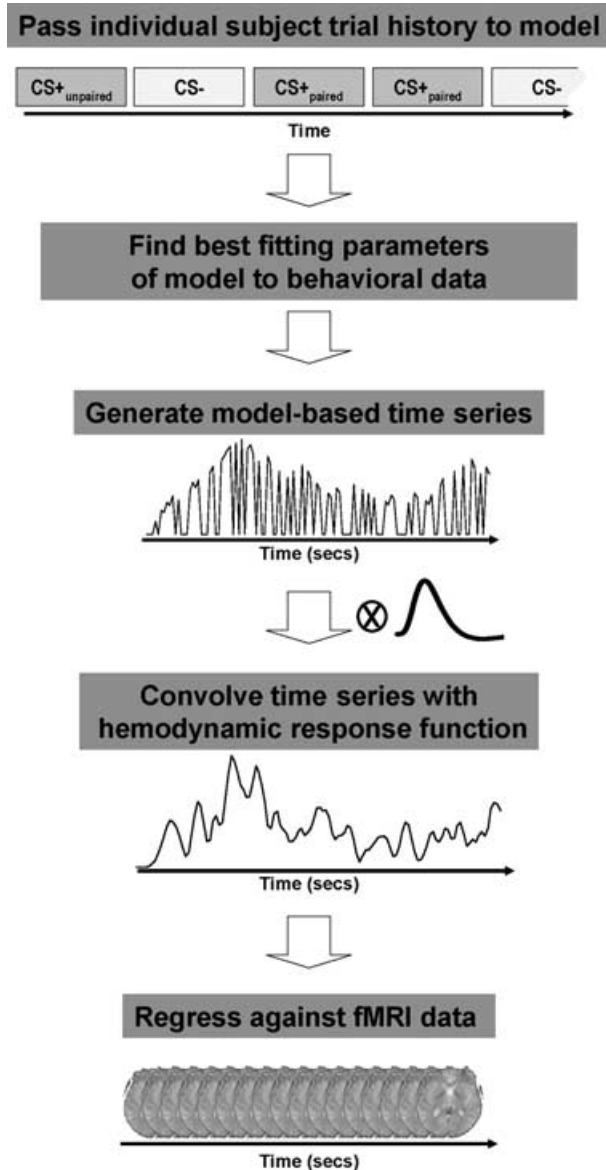 Pass individual subject trial history to model
CS+unpaired CS- CS+paired CS+paired CS-
Time
Find best fitting parameters
of model to behavioral data
Generate model-based time series
Time (secs)
Convolve time series with
hemodynamic response function
Time (secs)
Regress against fMRI data
Time (secs)